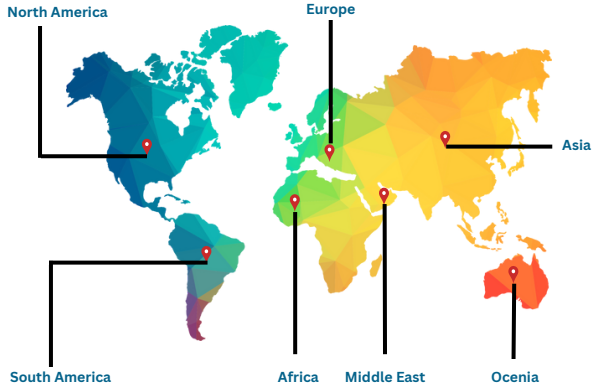 North America
Europe
Asia
South America
Africa
Middle East
Ocenia